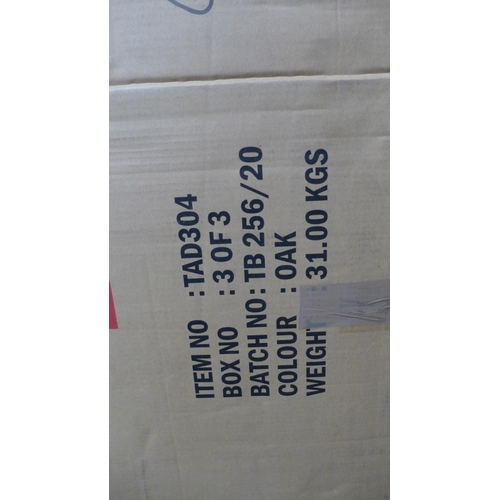 ITEM NO : TAD304
BOX NO : 3 OF 3
BATCH NO : TB 256/20
COLOUR : OAK
WEIGHT : 31.00 KGS